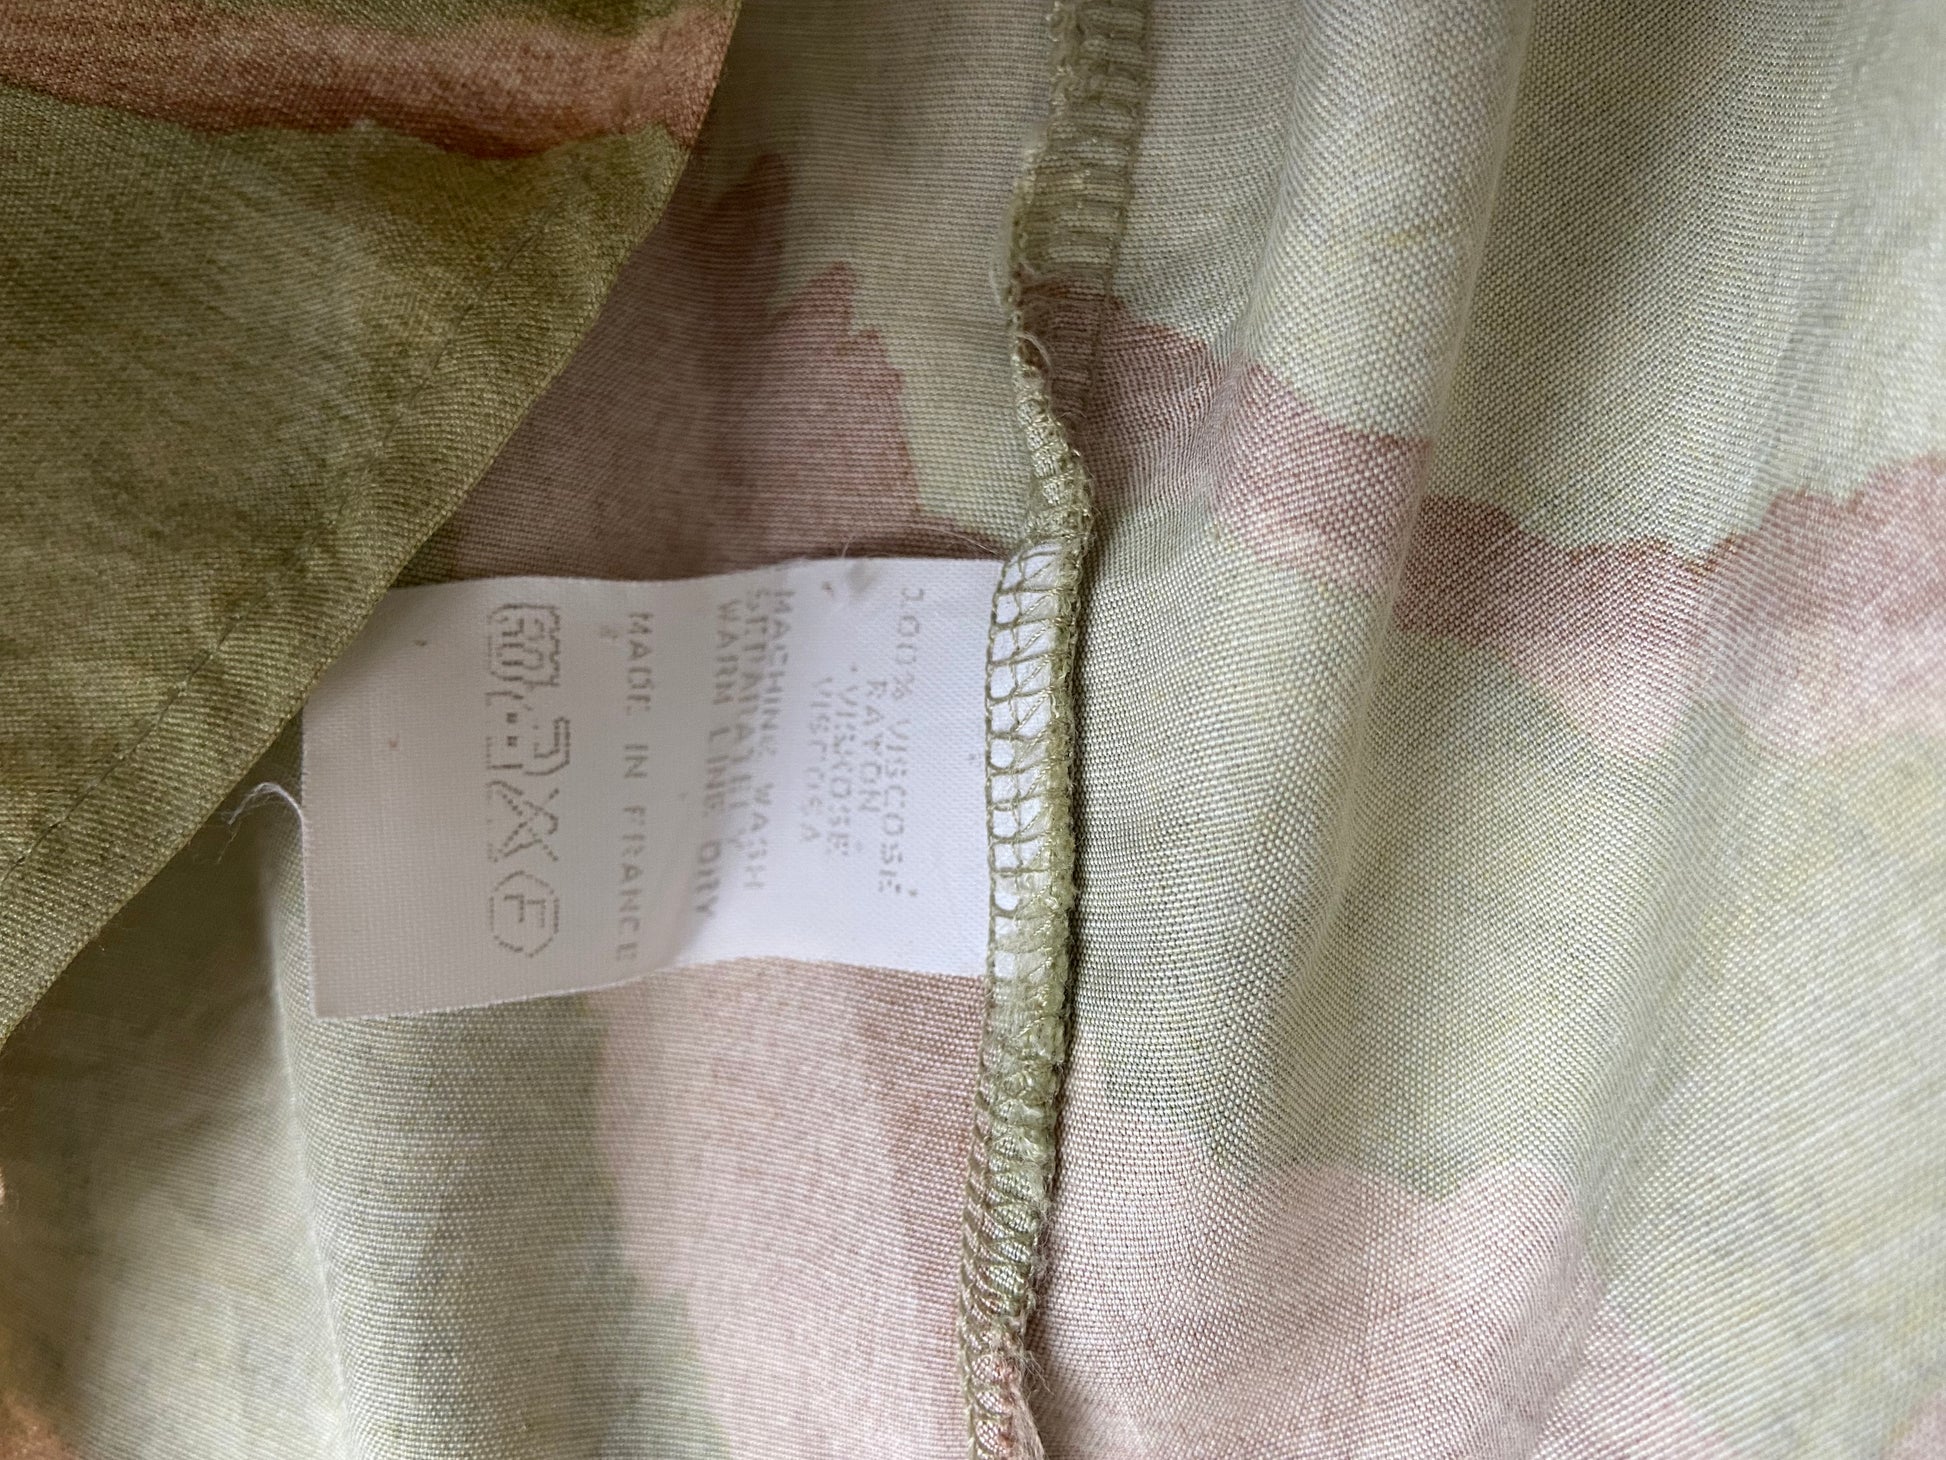 100% VISCOSE
RAYON
VISKOSE
VISCOSA
MACHINE WASH
SEPARATELY
WARM LINE DRY
MADE IN FRANCE